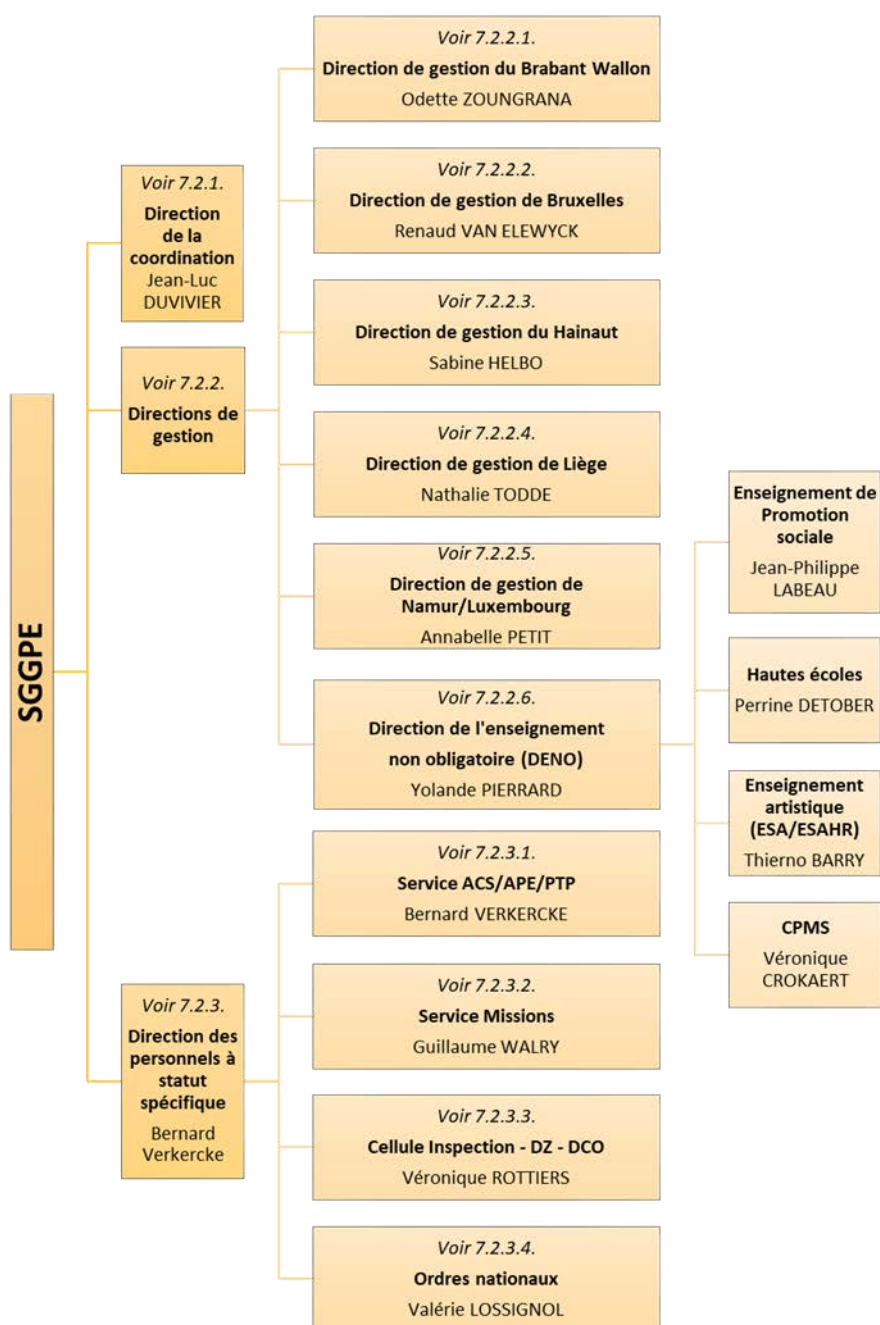 SGGPE
Voir 7.2.1.
Direction
de la
coordination
Jean-Luc
DUVIVIER
Voir 7.2.2.
Directions de
gestion
Voir 7.2.2.1.
Direction de gestion du Brabant Wallon
Odette ZOUNGRANA
Voir 7.2.2.2.
Direction de gestion de Bruxelles
Renaud VAN ELEWYCK
Voir 7.2.2.3.
Direction de gestion du Hainaut
Sabine HELBO
Voir 7.2.2.4.
Direction de gestion de Liège
Nathalie TODDE
Voir 7.2.2.5.
Direction de gestion de
Namur/Luxembourg
Annabelle PETIT
Voir 7.2.2.6.
Direction de l'enseignement
non obligatoire (DENO)
Yolande PIERRARD
Enseignement de
Promotion
sociale
Jean-Philippe
LABEAU
Hautes écoles
Perrine DETOBER
Enseignement
artistique
(ESA/ESAHR)
Thierno BARRY
CPMS
Véronique
CROKAERT
Voir 7.2.3.
Direction des
personnels à
statut
spécifique
Bernard
Verkercke
Voir 7.2.3.1.
Service ACS/APE/PTP
Bernard VERKERCKE
Voir 7.2.3.2.
Service Missions
Guillaume WALRY
Voir 7.2.3.3.
Cellule Inspection - DZ - DCO
Véronique ROTTIERS
Voir 7.2.3.4.
Ordres nationaux
Valérie LOSSIGNOL